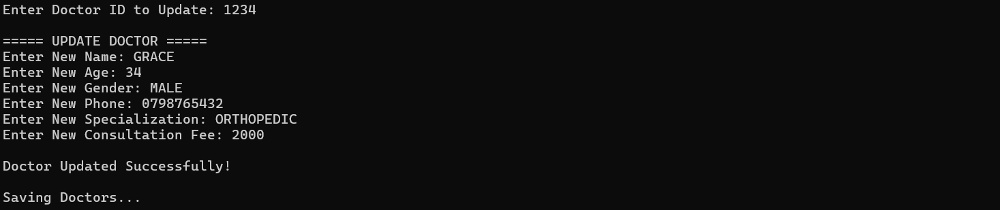 Enter Doctor ID to Update: 1234
===== UPDATE DOCTOR =====
Enter New Name: GRACE
Enter New Age: 34
Enter New Gender: MALE
Enter New Phone: 0798765432
Enter New Specialization: ORTHOPEDIC
Enter New Consultation Fee: 2000
Doctor Updated Successfully!
Saving Doctors...